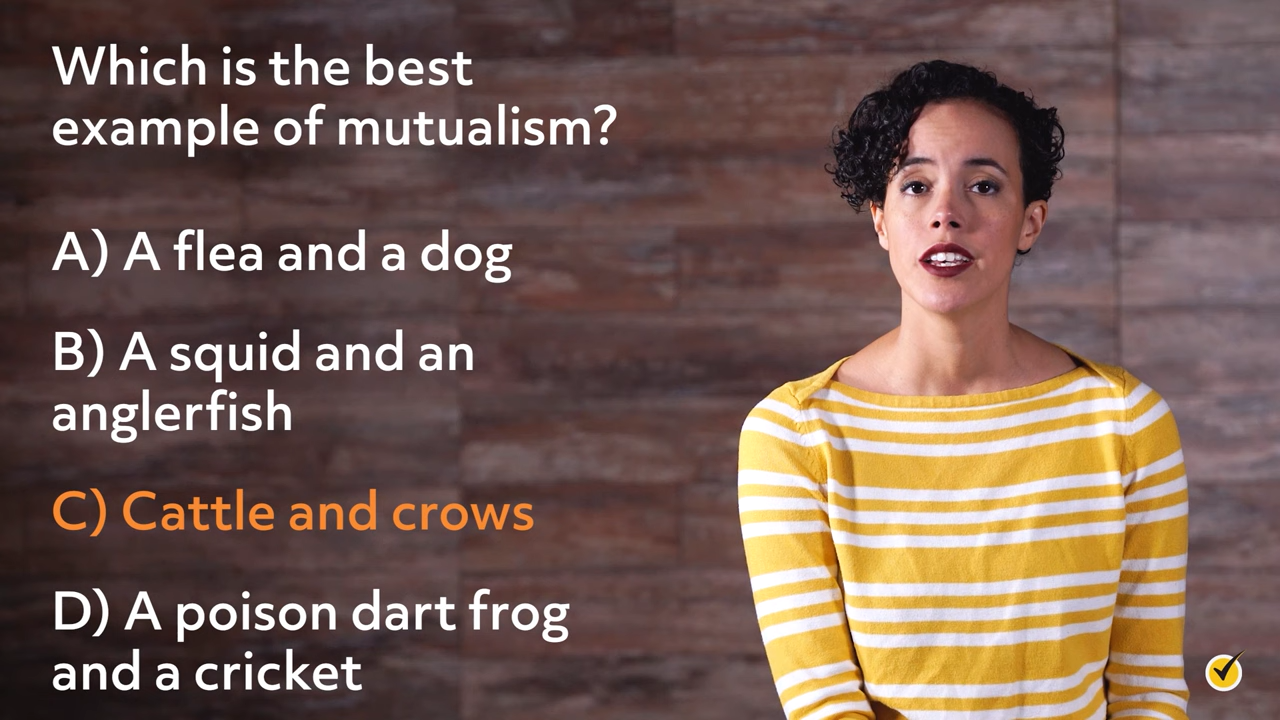 Which is the best
example of mutualism?
A) A flea and a dog
B) A squid and an
anglerfish
C) Cattle and crows
D) A poison dart frog
and a cricket